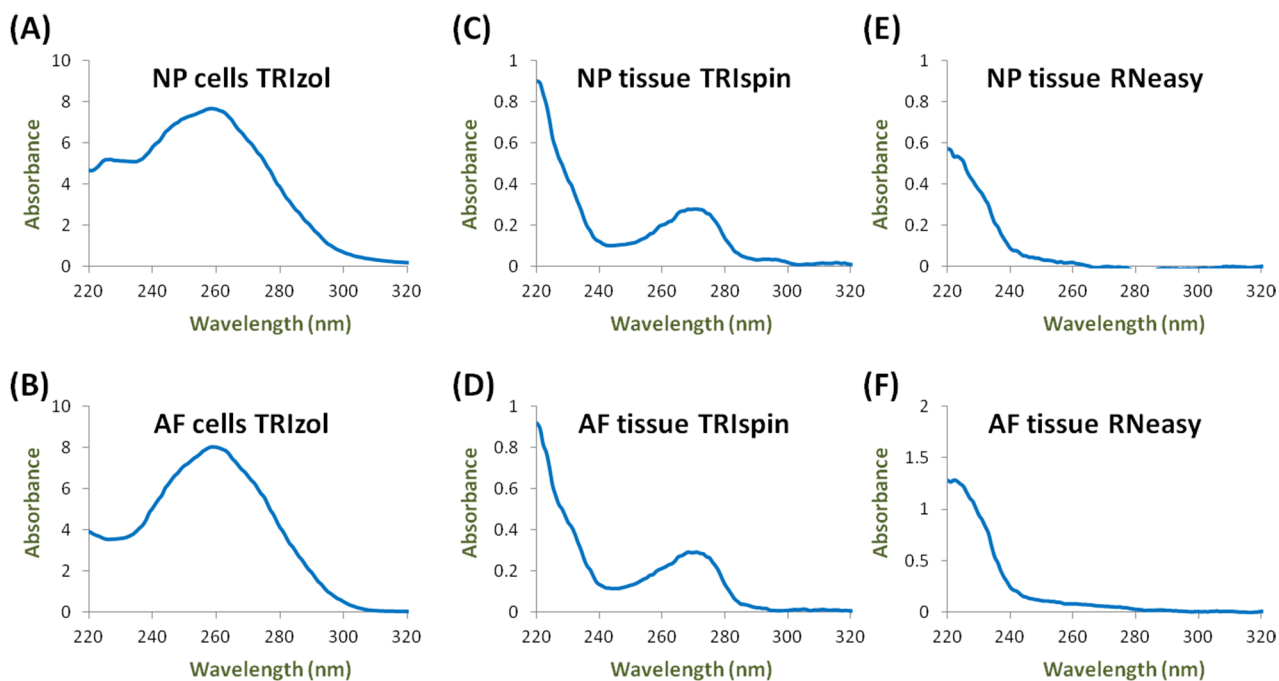 (A)
NP cells TRIzol
10
8
6
4
2
0
Absorbance
220 240 260 280 300 320
Wavelength (nm)
(C)
NP tissue TRIspin
1
0.8
0.6
0.4
0.2
0
Absorbance
220 240 260 280 300 320
Wavelength (nm)
(E)
NP tissue RNeasy
1
0.8
0.6
0.4
0.2
0
Absorbance
220 240 260 280 300 320
Wavelength (nm)
(B)
AF cells TRIzol
10
8
6
4
2
0
Absorbance
220 240 260 280 300 320
Wavelength (nm)
(D)
AF tissue TRIspin
1
0.8
0.6
0.4
0.2
0
Absorbance
220 240 260 280 300 320
Wavelength (nm)
(F)
AF tissue RNeasy
2
1.5
1
0.5
0
Absorbance
220 240 260 280 300 320
Wavelength (nm)